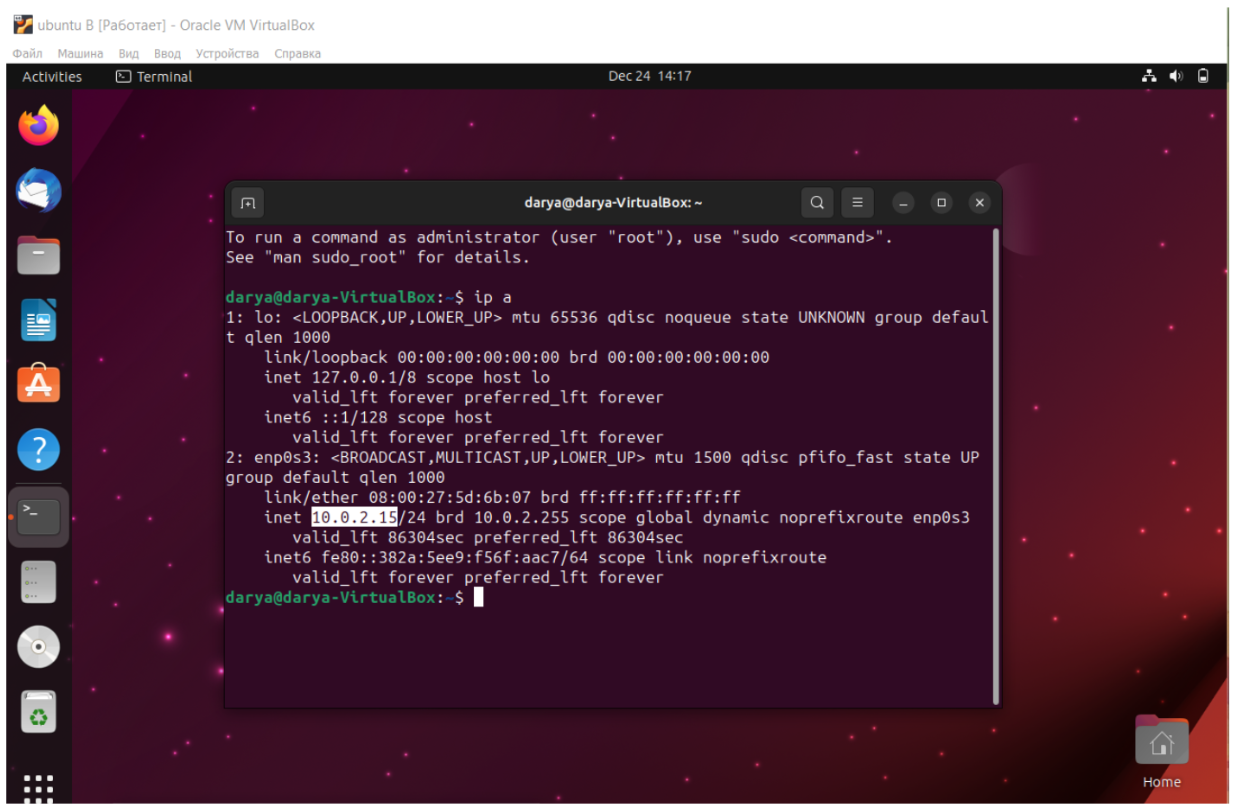 ubuntu B [Работает] - Oracle VM VirtualBox
Файл Машина Вид Ввод Устройства Справка
Activities Terminal Dec 24 14:17
darya@darya-VirtualBox: ~
To run a command as administrator (user "root"), use "sudo <command>".
See "man sudo_root" for details.
darya@darya-VirtualBox:~$ ip a
1: lo: <LOOPBACK,UP,LOWER_UP> mtu 65536 qdisc noqueue state UNKNOWN group defaul
t qlen 1000
link/loopback 00:00:00:00:00:00 brd 00:00:00:00:00:00
inet 127.0.0.1/8 scope host lo
valid_lft forever preferred_lft forever
inet6 ::1/128 scope host
valid_lft forever preferred_lft forever
2: enp0s3: <BROADCAST,MULTICAST,UP,LOWER_UP> mtu 1500 qdisc pfifo_fast state UP
group default qlen 1000
link/ether 08:00:27:5d:6b:07 brd ff:ff:ff:ff:ff:ff
inet 10.0.2.15/24 brd 10.0.2.255 scope global dynamic noprefixroute enp0s3
valid_lft 86304sec preferred_lft 86304sec
inet6 fe80::382a:5ee9:f56f:aac7/64 scope link noprefixroute
valid_lft forever preferred_lft forever
darya@darya-VirtualBox:~$
Home